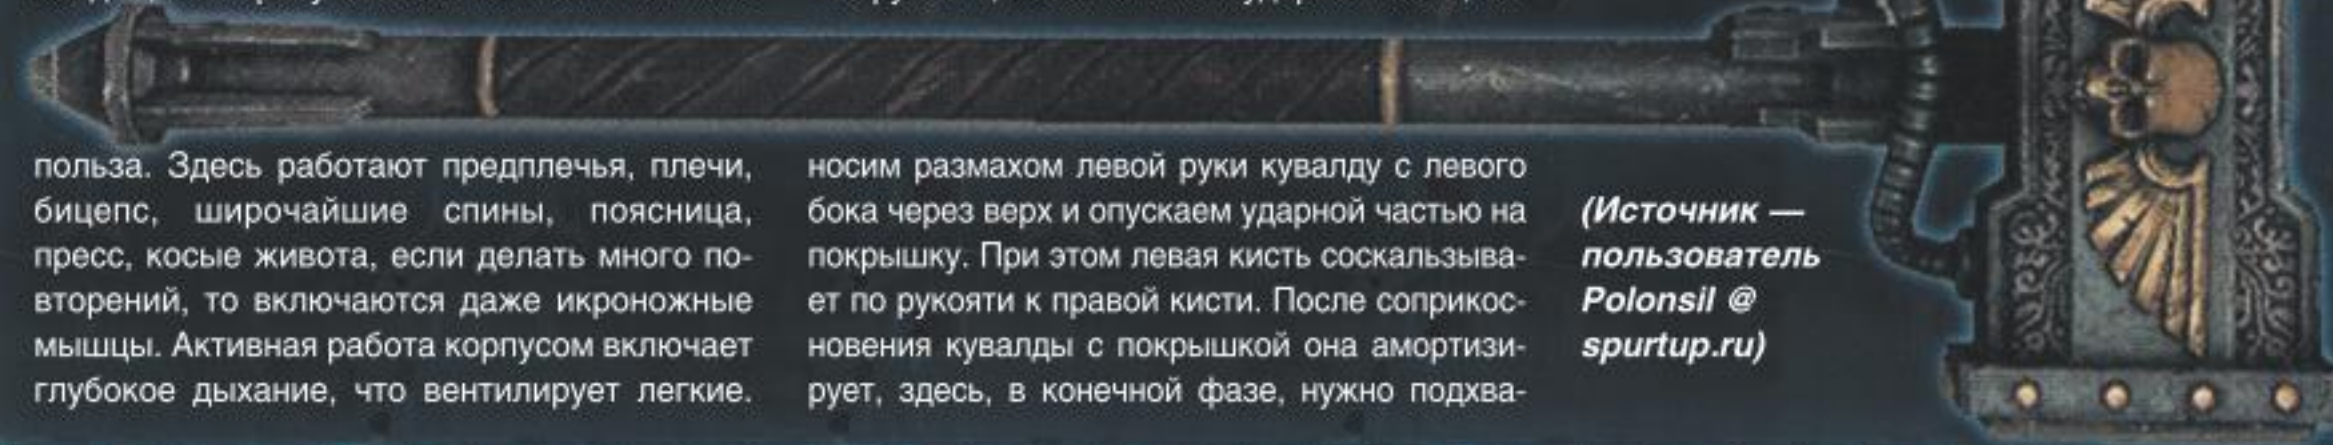 польза. Здесь работают предплечья, плечи,
бицепс, широчайшие спины, поясница,
пресс, косые живота, если делать много по-
вторений, то включаются даже икроножные
мышцы. Активная работа корпусом включает
глубокое дыхание, что вентилирует легкие.
носим размахом левой руки кувалду с левого
бока через верх и опускаем ударной частью на
покрышку. При этом левая кисть соскальзыва-
ет по рукояти к правой кисти. После соприкос-
новения кувалды с покрышкой она амортизи-
рует, здесь, в конечной фазе, нужно подхва-
(Источник —
пользователь
Polonsil @
spurtup.ru)